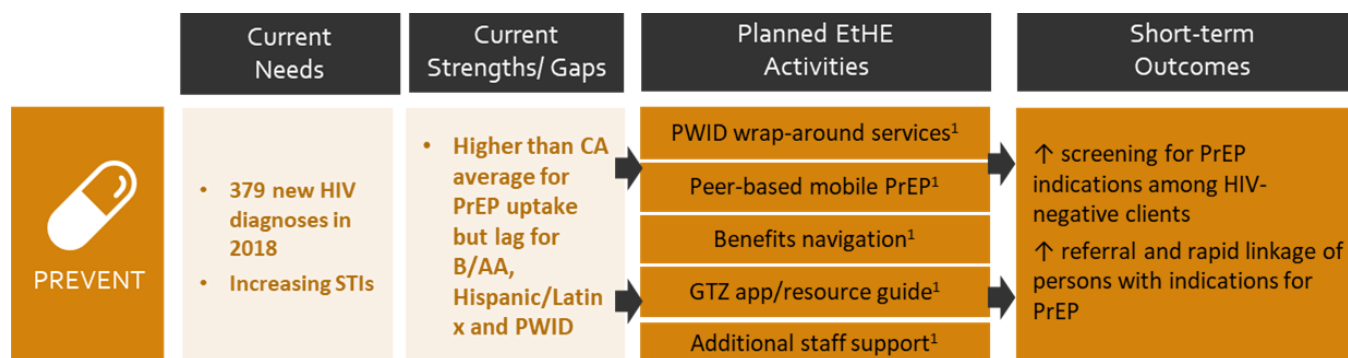 Current
Needs
Current
Strengths/ Gaps
Planned EtHE
Activities
Short-term
Outcomes
PREVENT
• 379 new HIV
diagnoses in
2018
• Increasing STIs
• Higher than CA
average for
PrEP uptake
but lag for
B/AA,
Hispanic/Latin
x and PWID
PWID wrap-around services¹
Peer-based mobile PrEP¹
Benefits navigation¹
GTZ app/resource guide¹
Additional staff support¹
↑ screening for PrEP
indications among HIV-
negative clients
↑ referral and rapid linkage of
persons with indications for
PrEP